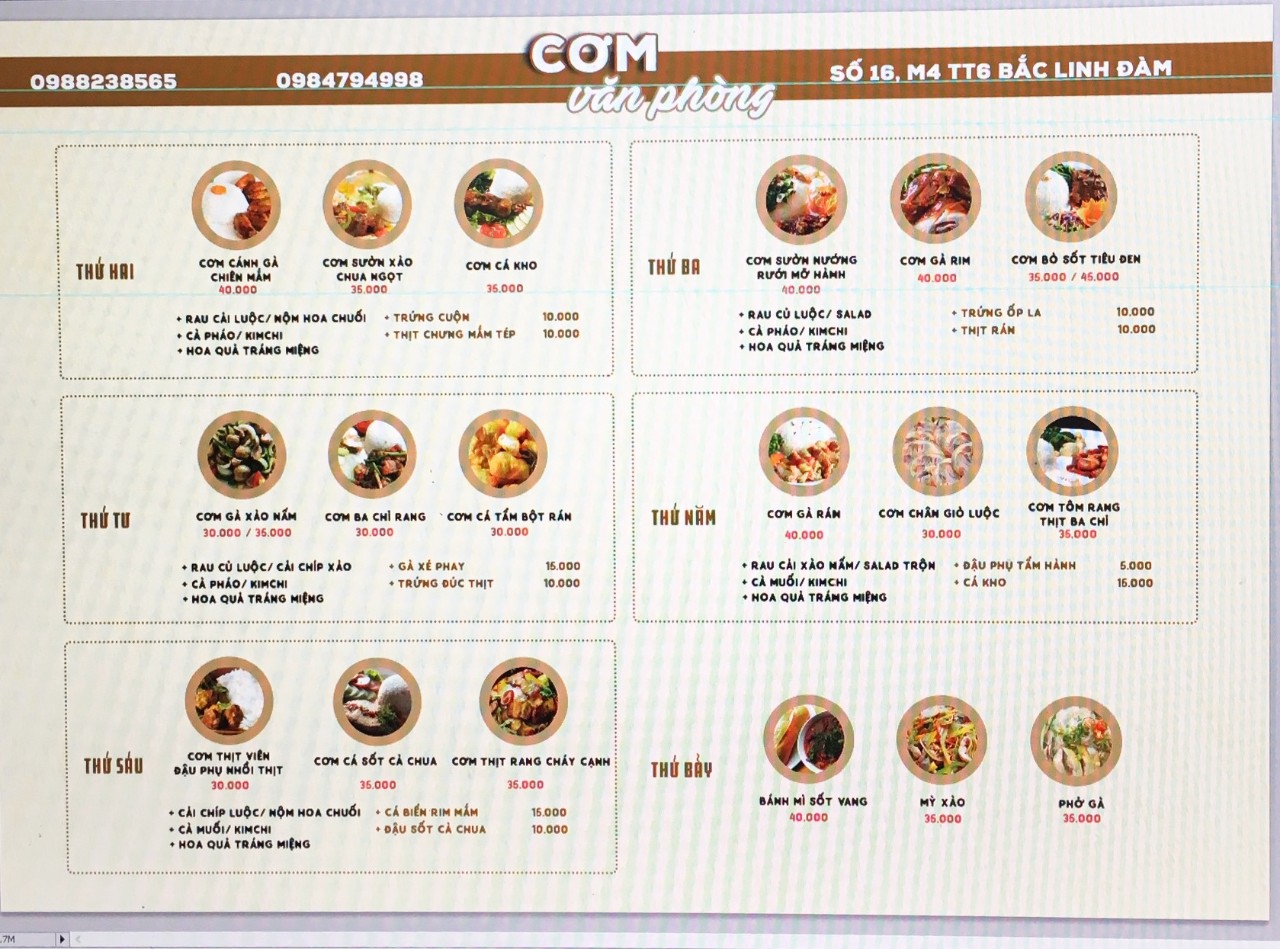 CƠM
văn phòng
0988238565
0984794998
SỐ 16, M4 TT6 BẮC LINH ĐÀM
THỨ HAI
CƠM CÁNH GÀ
CHIÊN MẮM
40.000
CƠM SƯỜN XÀO
CHUA NGỌT
35.000
CƠM CÁ KHO
35.000
+ RAU CẢI LUỘC/ NỘM HOA CHUỐI
+ CÀ PHÁO/ KIMCHI
+ HOA QUẢ TRÁNG MIỆNG
+ TRỨNG CUỘN 10.000
+ THỊT CHƯNG MẮM TÉP 10.000
THỨ BA
CƠM SƯỜN NƯỚNG
RƯỚI MỠ HÀNH
40.000
CƠM GÀ RIM
40.000
CƠM BÒ SỐT TIÊU ĐEN
35.000 / 45.000
+ RAU CỦ LUỘC/ SALAD
+ CÀ PHÁO/ KIMCHI
+ HOA QUẢ TRÁNG MIỆNG
+ TRỨNG ỐP LA 10.000
+ THỊT RÁN 10.000
THỨ TƯ
CƠM GÀ XÀO NẤM
30.000 / 35.000
CƠM BA CHỈ RANG
30.000
CƠM CÁ TẨM BỘT RÁN
30.000
+ RAU CỦ LUỘC/ CẢI CHÍP XÀO
+ CÀ PHÁO/ KIMCHI
+ HOA QUẢ TRÁNG MIỆNG
+ GÀ XÉ PHAY 15.000
+ TRỨNG ĐÚC THỊT 10.000
THỨ NĂM
CƠM GÀ RÁN
40.000
CƠM CHÂN GIÒ LUỘC
30.000
CƠM TÔM RANG
THỊT BA CHỈ
35.000
+ RAU CẢI XÀO NẤM/ SALAD TRỘN
+ CÀ MUỐI/ KIMCHI
+ HOA QUẢ TRÁNG MIỆNG
+ ĐẬU PHỤ TẨM HÀNH 5.000
+ CÁ KHO 15.000
THỨ SÁU
CƠM THỊT VIÊN
ĐẬU PHỤ NHỒI THỊT
30.000
CƠM CÁ SỐT CÀ CHUA
35.000
CƠM THỊT RANG CHÁY CẠNH
35.000
+ CẢI CHÍP LUỘC/ NỘM HOA CHUỐI
+ CÀ MUỐI/ KIMCHI
+ HOA QUẢ TRÁNG MIỆNG
+ CÁ BIỂN RIM MẮM 15.000
+ ĐẬU SỐT CÀ CHUA 10.000
THỨ BẢY
BÁNH MÌ SỐT VANG
40.000
MỲ XÀO
35.000
PHỞ GÀ
35.000